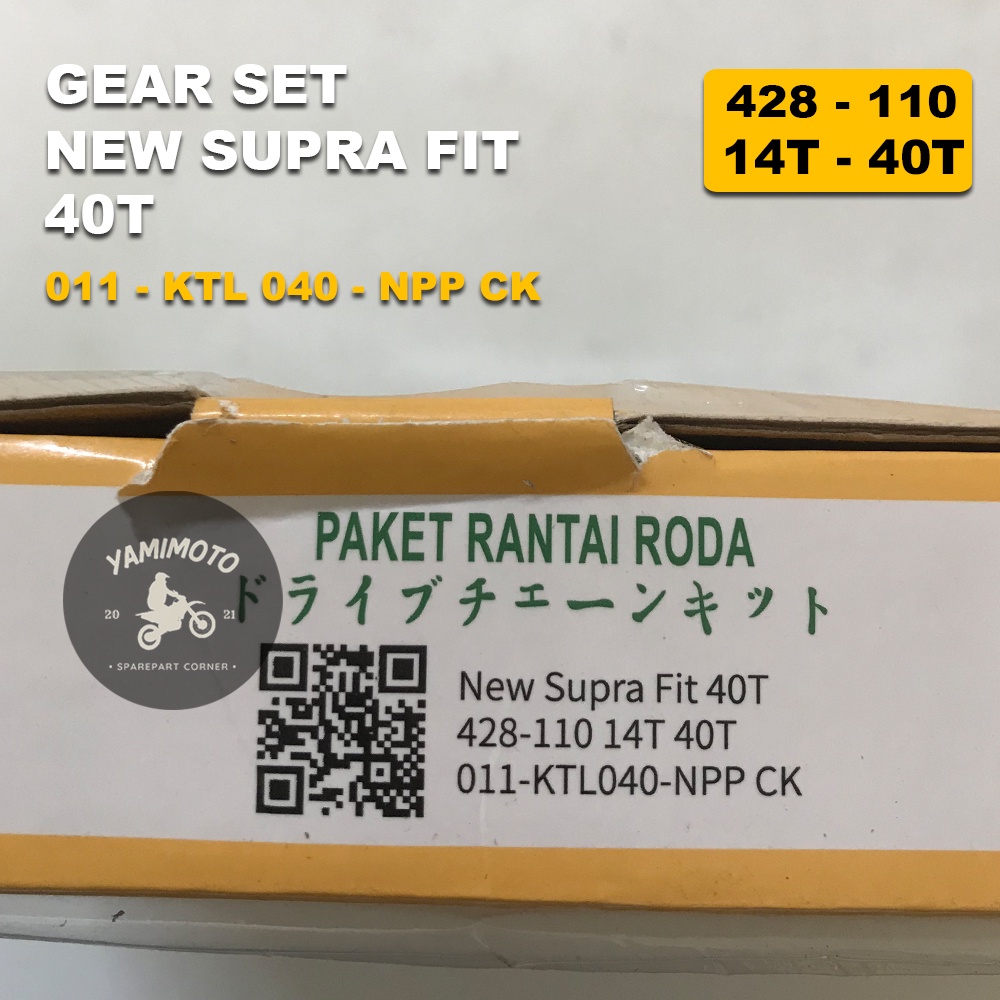 GEAR SET
NEW SUPRA FIT
40T
011 - KTL 040 - NPP CK
428 - 110
14T - 40T
PAKET RANTAI RODA
ドライブチェーンキット
YAMIMOTO
20 21
• SPAREPART CORNER •
New Supra Fit 40T
428-110 14T 40T
011-KTL040-NPP CK